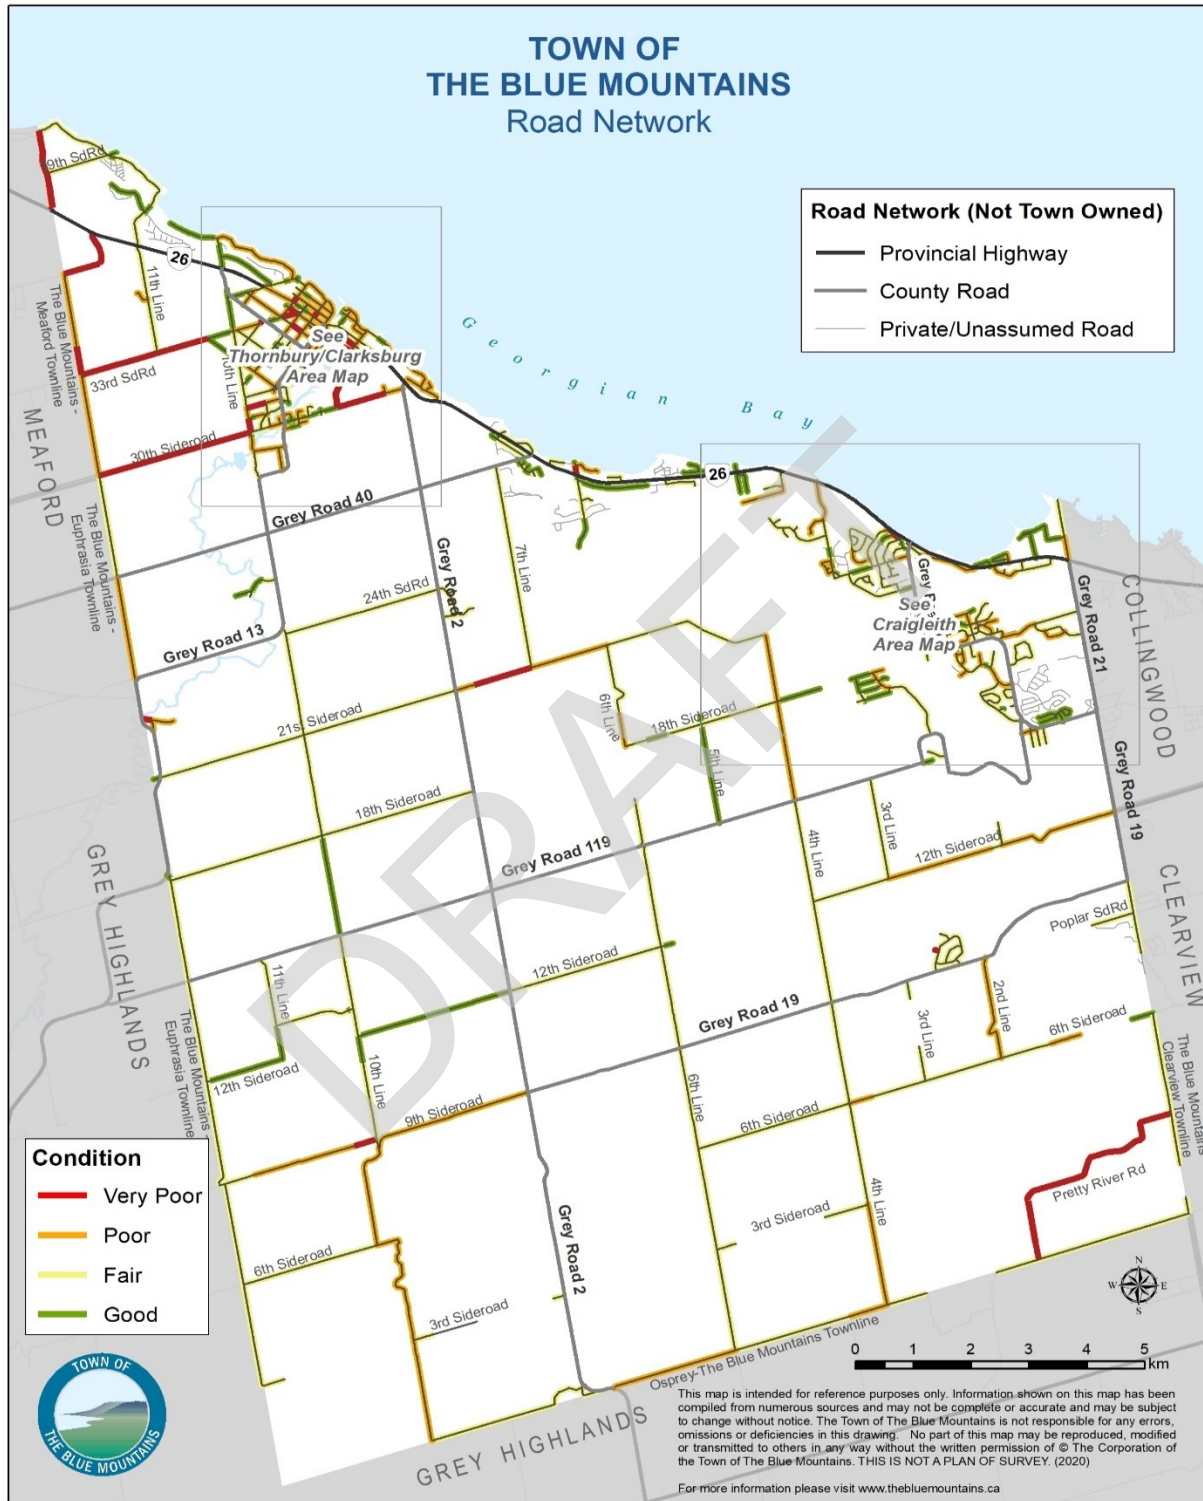 TOWN OF
THE BLUE MOUNTAINS
Road Network
Road Network (Not Town Owned)
Provincial Highway
County Road
Private/Unassumed Road
9th SdRd
26
11th Line
The Blue Mountains -
Meaford Townline
See
Thornbury/Clarksburg
Area Map
10th Line
33rd SdRd
30th Sideroad
Georgian Bay
MEAFORD
The Blue Mountains -
Euphrasia Townline
Grey Road 40
Grey Road 2
7th Line
24th SdRd
Grey Road 13
26
See
Craigleith
Area Map
Grey Road 21
COLLINGWOOD
21st Sideroad
6th Line
18th Sideroad
5th Line
18th Sideroad
Grey Road 119
4th Line
3rd Line
12th Sideroad
Grey Road 19
GREY HIGHLANDS
CLEARVIEW
Poplar SdRd
11th Line
12th Sideroad
Grey Road 19
2nd Line
3rd Line
6th Sideroad
The Blue Mountains -
Euphrasia Townline
12th Sideroad
10th Line
9th Sideroad
6th Line
6th Sideroad
The Blue Mountains
Clearview Townline
Pretty River Rd
4th Line
3rd Sideroad
6th Sideroad
Grey Road 2
3rd Sideroad
Osprey-The Blue Mountains Townline
GREY HIGHLANDS
DRAFT
Condition
Very Poor
Poor
Fair
Good
TOWN OF
THE BLUE MOUNTAINS
N
W E
S
0 1 2 3 4 5
km
This map is intended for reference purposes only. Information shown on this map has been
compiled from numerous sources and may not be complete or accurate and may be subject
to change without notice. The Town of The Blue Mountains is not responsible for any errors,
omissions or deficiencies in this drawing. No part of this map may be reproduced, modified
or transmitted to others in any way without the written permission of © The Corporation of
the Town of The Blue Mountains. THIS IS NOT A PLAN OF SURVEY. (2020)
For more information please visit www.thebluemountains.ca